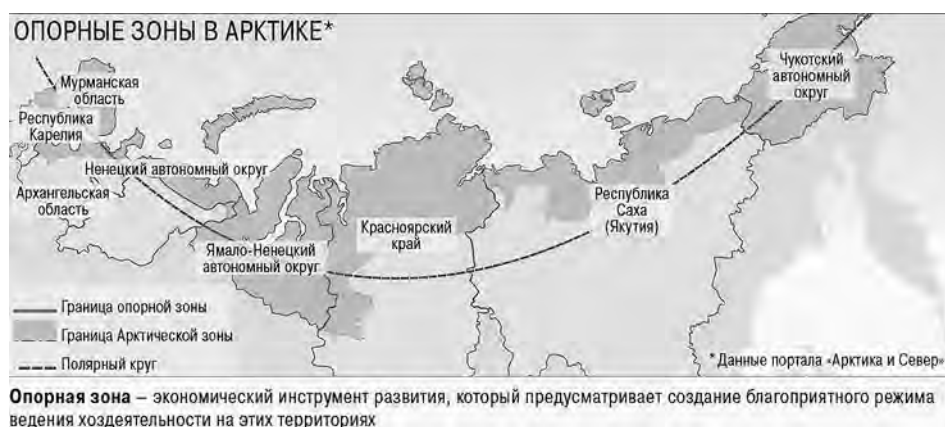 ОПОРНЫЕ ЗОНЫ В АРКТИКЕ*
Мурманская
область
Республика
Карелия
Ненецкий автономный округ
Архангельская
область
Ямало-Ненецкий
автономный округ
Красноярский
край
Республика
Саха
(Якутия)
Чукотский
автономный
округ
Граница опорной зоны
Граница Арктической зоны
Полярный круг
*Данные портала «Арктика и Север»
Опорная зона – экономический инструмент развития, который предусматривает создание благоприятного режима
ведения хоздеятельности на этих территориях